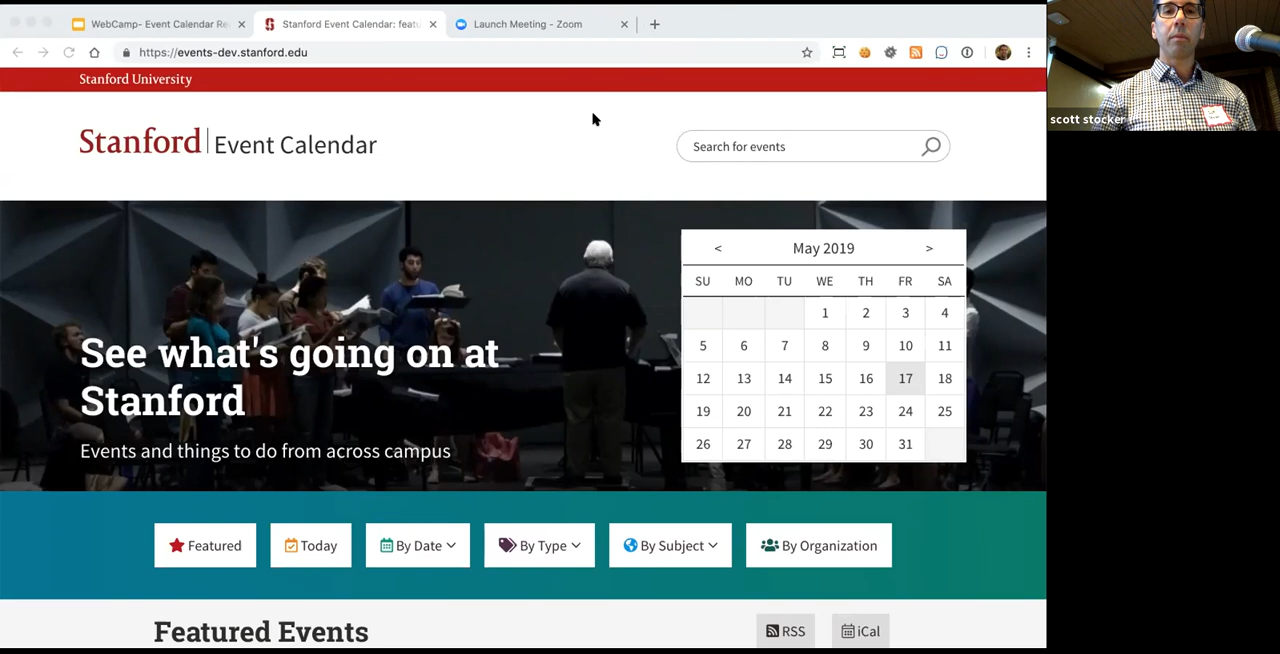 WebCamp- Event Calendar Re
Stanford Event Calendar: featu
Launch Meeting - Zoom
https://events-dev.stanford.edu
Stanford University
Stanford | Event Calendar
Search for events
scott stocker
< May 2019 >
SU MO TU WE TH FR SA
1 2 3 4
5 6 7 8 9 10 11
12 13 14 15 16 17 18
19 20 21 22 23 24 25
26 27 28 29 30 31
See what's going on at
Stanford
Events and things to do from across campus
Featured
Today
By Date
By Type
By Subject
By Organization
Featured Events
RSS
iCal